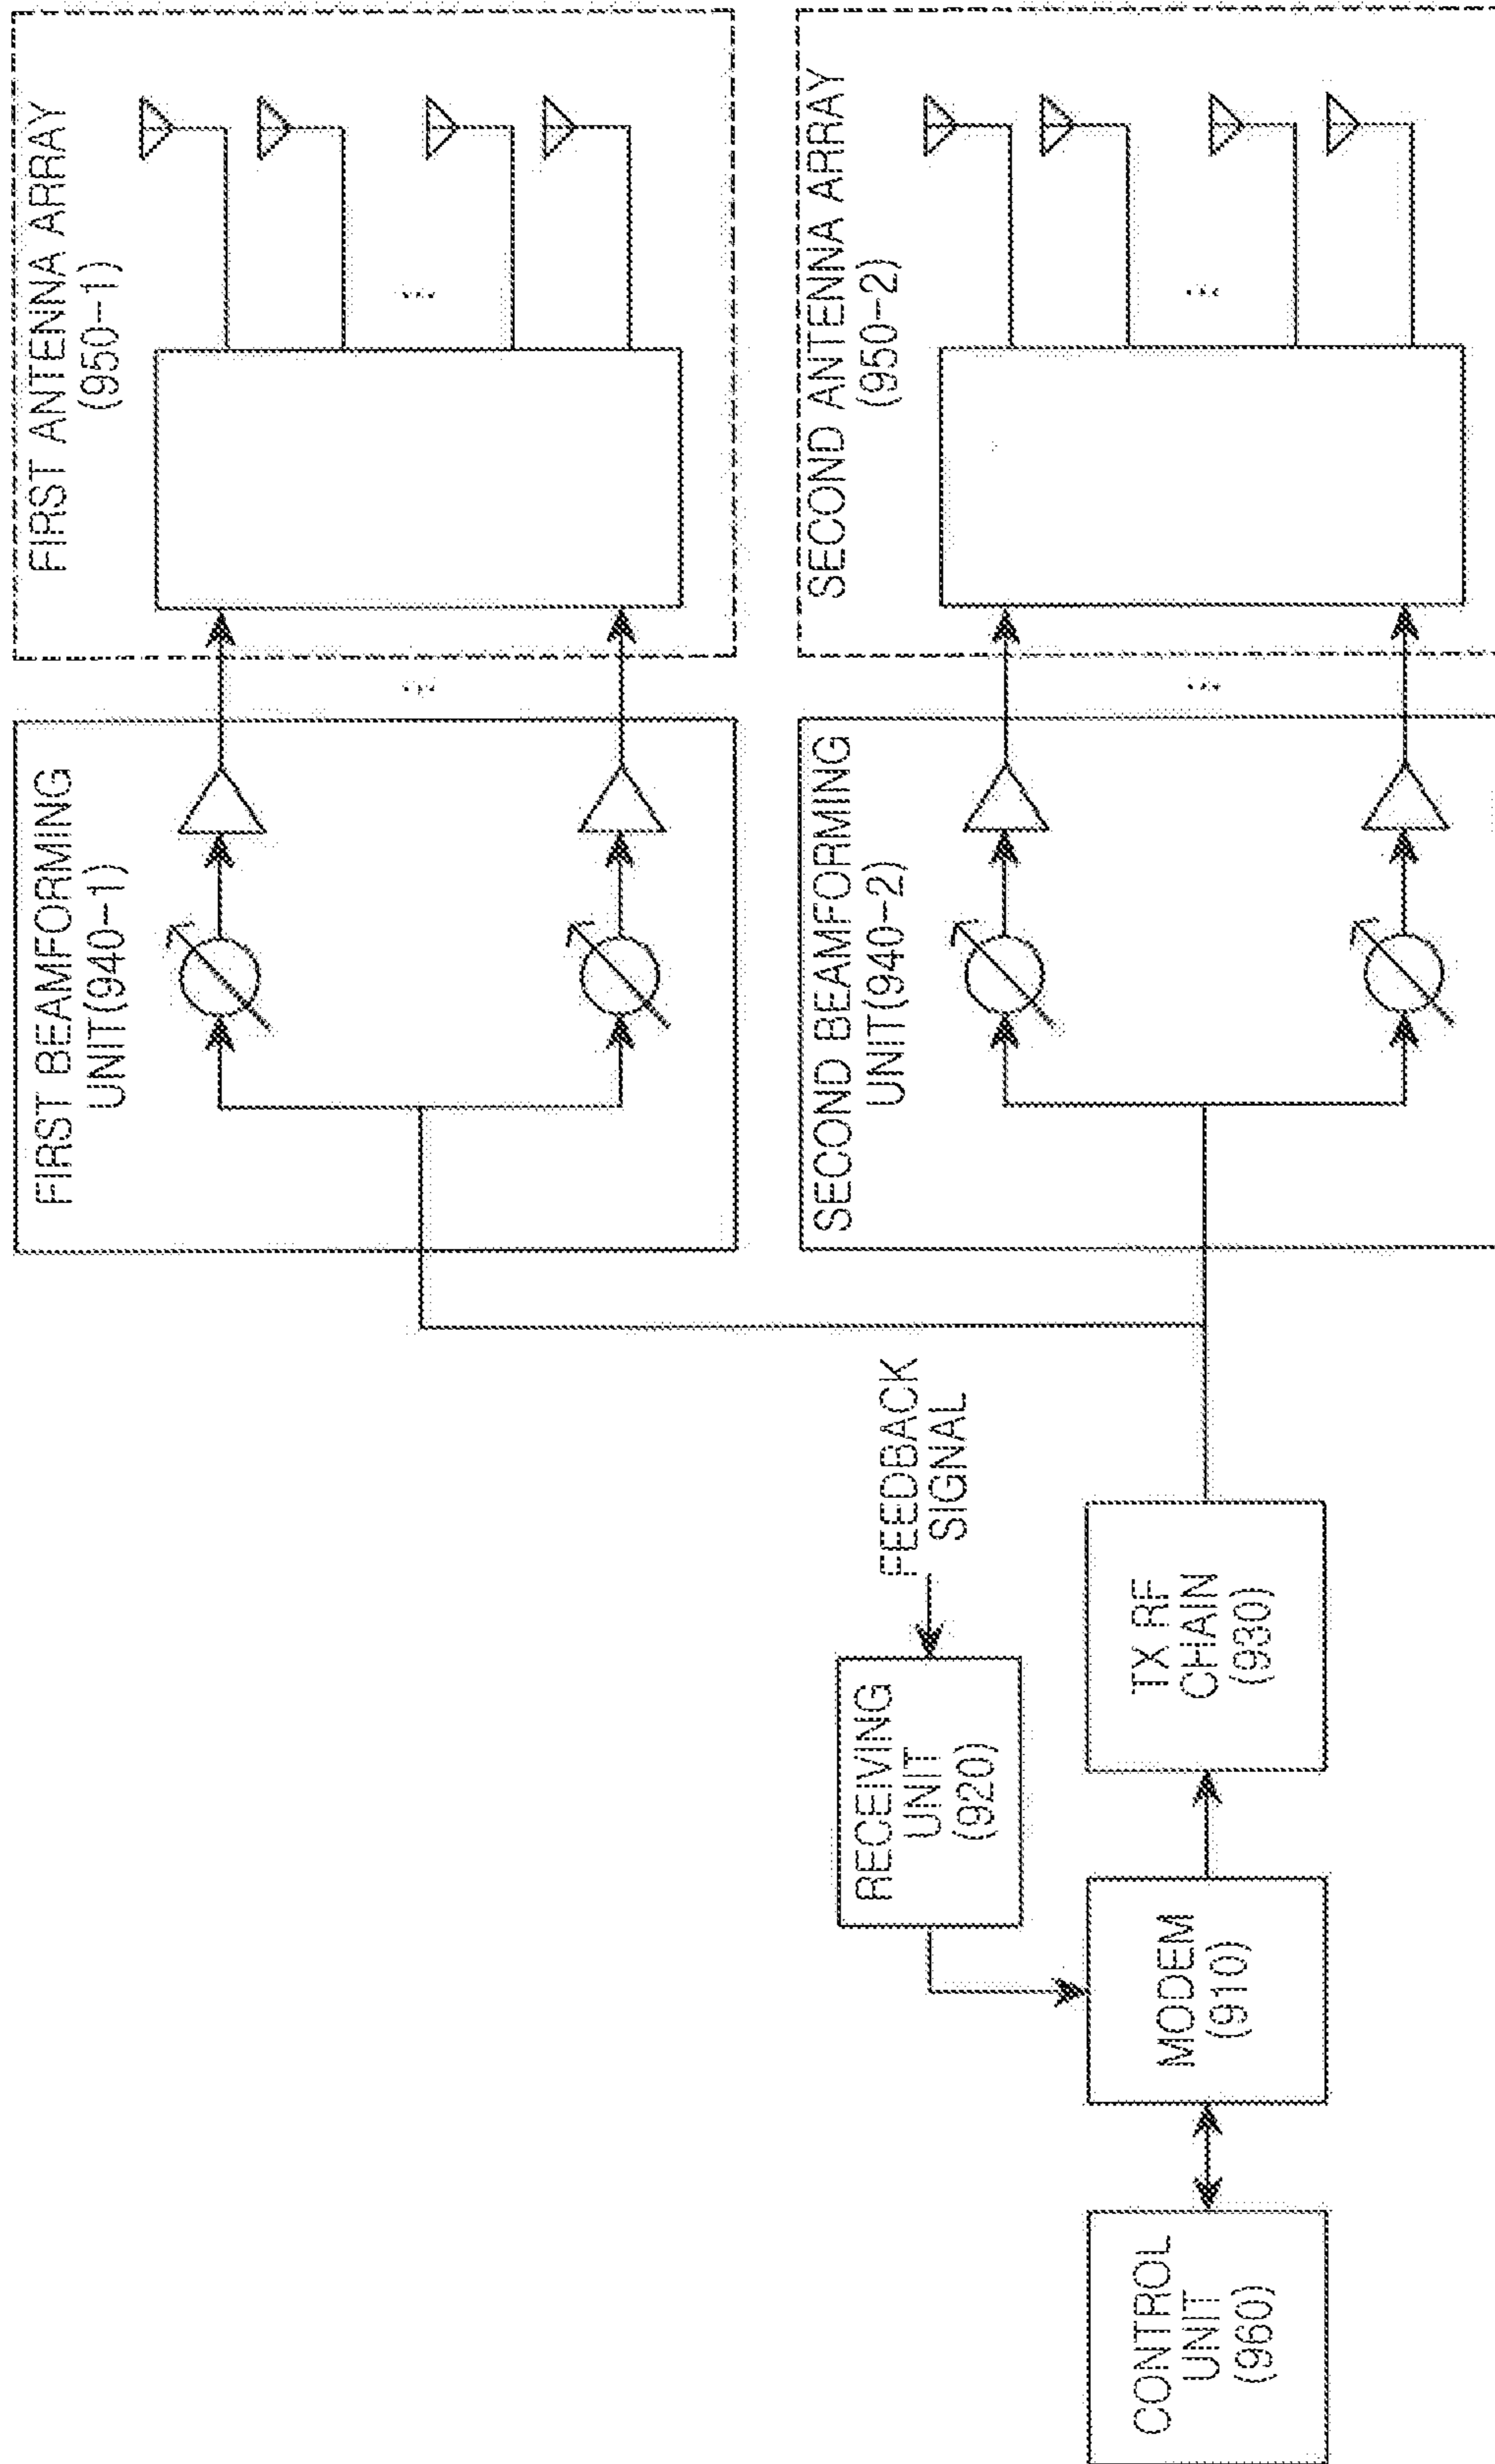 FIRST ANTENNA ARRAY
(950-1)
SECOND ANTENNA ARRAY
(950-2)
FIRST BEAMFORMING
UNIT(940-1)
SECOND BEAMFORMING
UNIT(940-2)
FEEDBACK
SIGNAL
RECEIVING
UNIT
(920)
TX RF
CHAIN
(930)
MODEM
(910)
CONTROL
UNIT
(960)